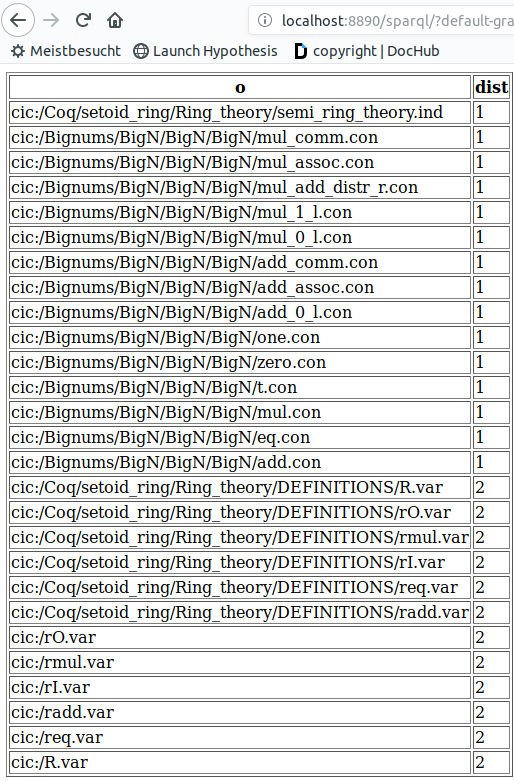 localhost:8890/sparql/?default-gra
Meistbesucht Launch Hypothesis copyright | DocHub
o dist
cic:/Coq/setoid_ring/Ring_theory/semi_ring_theory.ind 1
cic:/Bignums/BigN/BigN/BigN/mul_comm.con 1
cic:/Bignums/BigN/BigN/BigN/mul_assoc.con 1
cic:/Bignums/BigN/BigN/BigN/mul_add_distr_r.con 1
cic:/Bignums/BigN/BigN/BigN/mul_1_l.con 1
cic:/Bignums/BigN/BigN/BigN/mul_0_l.con 1
cic:/Bignums/BigN/BigN/BigN/add_comm.con 1
cic:/Bignums/BigN/BigN/BigN/add_assoc.con 1
cic:/Bignums/BigN/BigN/BigN/add_0_l.con 1
cic:/Bignums/BigN/BigN/BigN/one.con 1
cic:/Bignums/BigN/BigN/BigN/zero.con 1
cic:/Bignums/BigN/BigN/BigN/t.con 1
cic:/Bignums/BigN/BigN/BigN/mul.con 1
cic:/Bignums/BigN/BigN/BigN/eq.con 1
cic:/Bignums/BigN/BigN/BigN/add.con 1
cic:/Coq/setoid_ring/Ring_theory/DEFINITIONS/R.var 2
cic:/Coq/setoid_ring/Ring_theory/DEFINITIONS/rO.var 2
cic:/Coq/setoid_ring/Ring_theory/DEFINITIONS/rmul.var 2
cic:/Coq/setoid_ring/Ring_theory/DEFINITIONS/rI.var 2
cic:/Coq/setoid_ring/Ring_theory/DEFINITIONS/req.var 2
cic:/Coq/setoid_ring/Ring_theory/DEFINITIONS/radd.var 2
cic:/rO.var 2
cic:/rmul.var 2
cic:/rI.var 2
cic:/radd.var 2
cic:/req.var 2
cic:/R.var 2